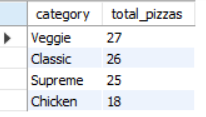 category total_pizzas
Veggie 27
Classic 26
Supreme 25
Chicken 18